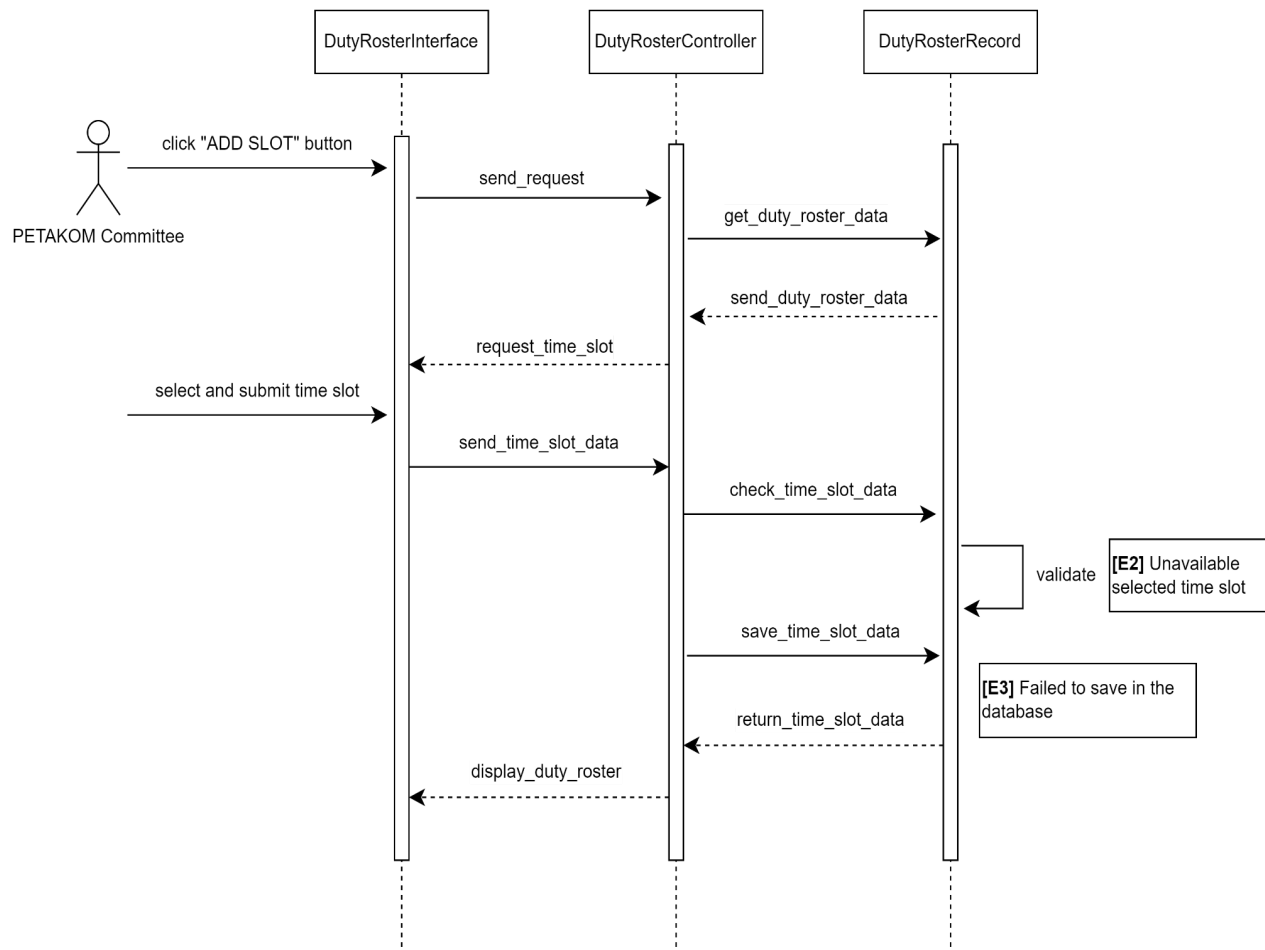 DutyRosterInterface
DutyRosterController
DutyRosterRecord
click "ADD SLOT" button
send_request
get_duty_roster_data
PETAKOM Committee
send_duty_roster_data
request_time_slot
select and submit time slot
send_time_slot_data
check_time_slot_data
validate
[E2] Unavailable
selected time slot
save_time_slot_data
[E3] Failed to save in the
database
return_time_slot_data
display_duty_roster